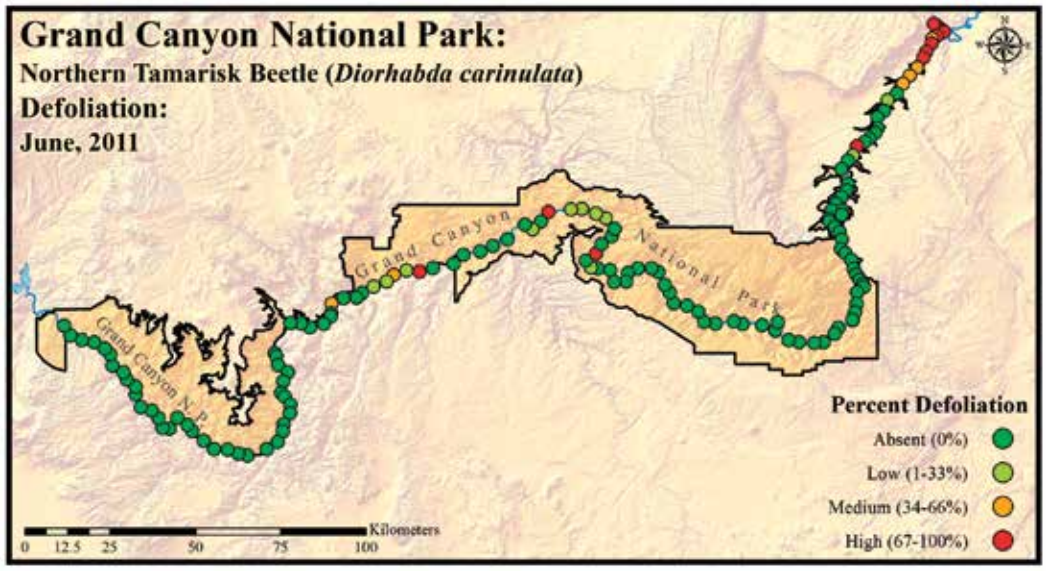 Grand Canyon National Park:
Northern Tamarisk Beetle (Diorhabda carinulata)
Defoliation:
June, 2011
N
W E
S
Grand Canyon
National Park
Grand Canyon N. P.
Percent Defoliation
Absent (0%)
Low (1-33%)
Medium (34-66%)
High (67-100%)
Kilometers
0 12.5 25 50 75 100